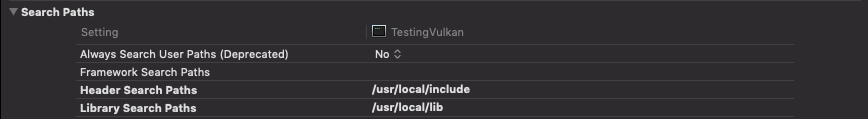 Search Paths
Setting TestingVulkan
Always Search User Paths (Deprecated) No
Framework Search Paths
Header Search Paths /usr/local/include
Library Search Paths /usr/local/lib